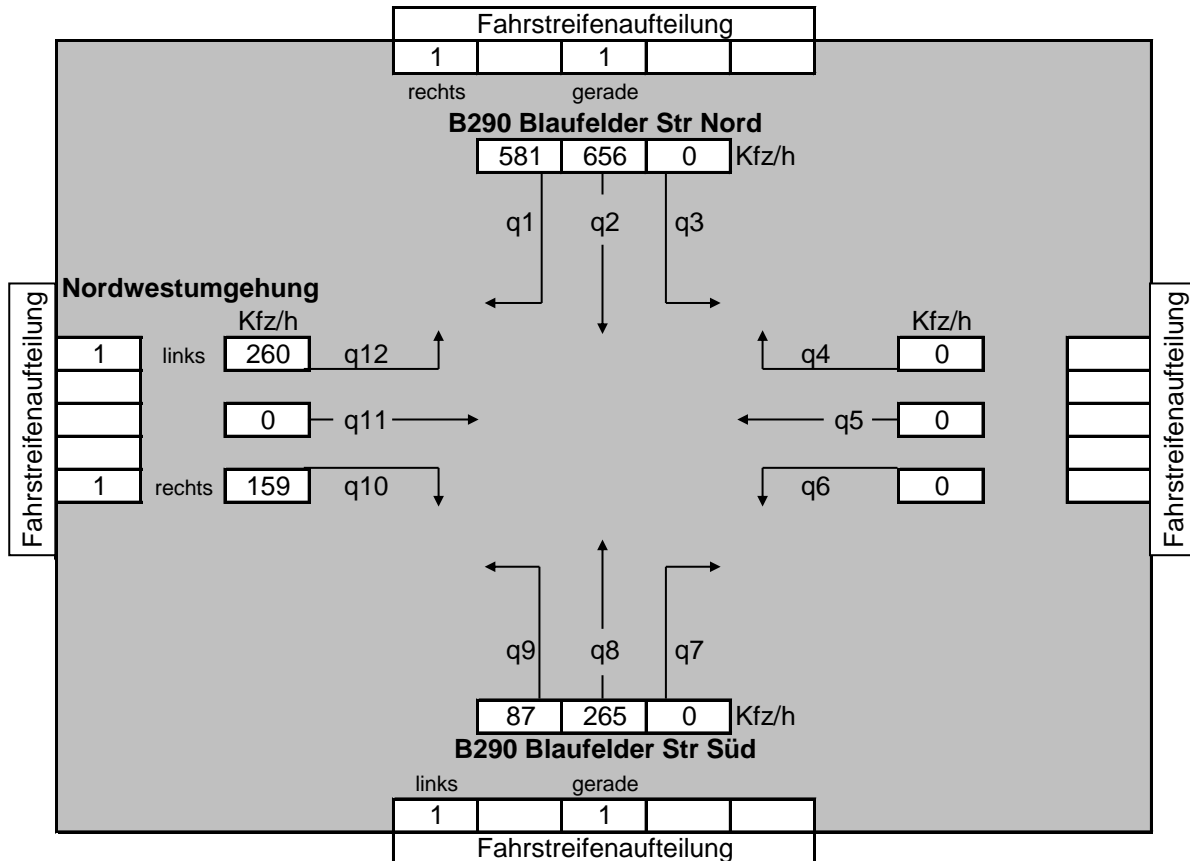 Fahrstreifenaufteilung
1 1
rechts gerade
B290 Blaufelder Str Nord
581 656 0 Kfz/h
q1 q2 q3
Fahrstreifenaufteilung
Nordwestumgehung
Kfz/h
1 links 260 q12
0 q11
1 rechts 159 q10
Kfz/h
q4 0
q5 0
q6 0
Fahrstreifenaufteilung
q9 q8 q7
87 265 0 Kfz/h
B290 Blaufelder Str Süd
links gerade
1 1
Fahrstreifenaufteilung